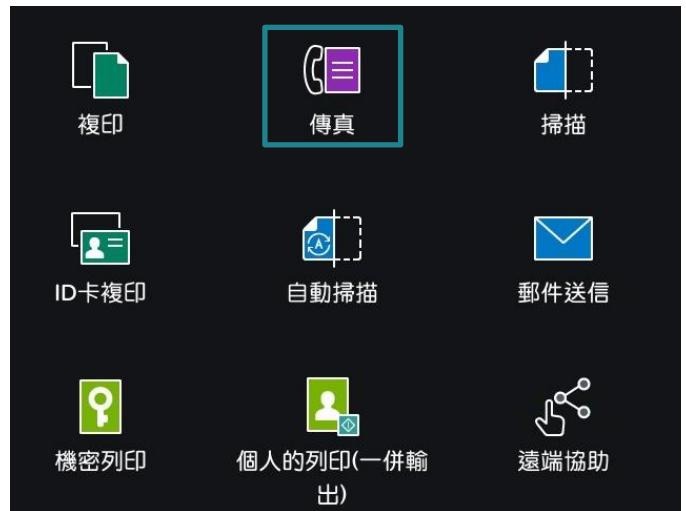 複印
傳真
掃描
ID卡複印
自動掃描
郵件送信
機密列印
個人的列印(一併輸
出)
遠端協助